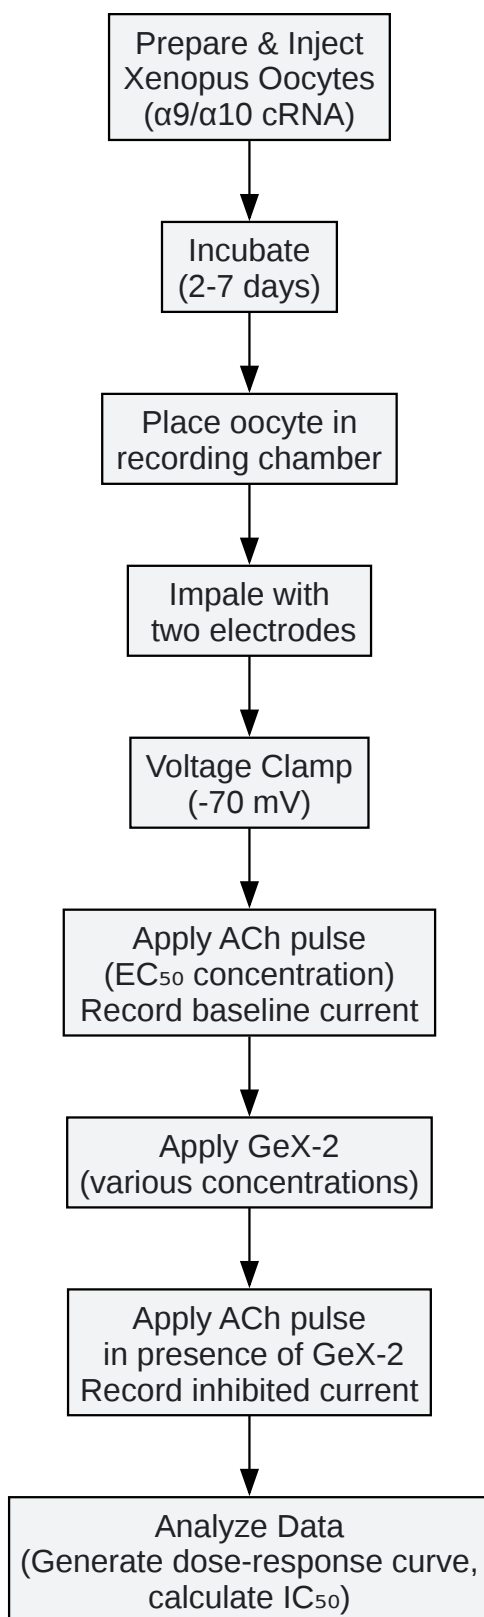 Prepare & Inject
Xenopus Oocytes
(α9/α10 cRNA)
Incubate
(2-7 days)
Place oocyte in
recording chamber
Impale with
two electrodes
Voltage Clamp
(-70 mV)
Apply ACh pulse
(EC₅₀ concentration)
Record baseline current
Apply GeX-2
(various concentrations)
Apply ACh pulse
in presence of GeX-2
Record inhibited current
Analyze Data
(Generate dose-response curve,
calculate IC₅₀)